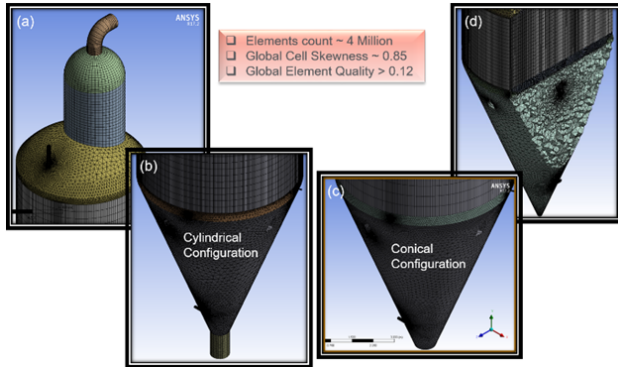 (a)
ANSYS
❑ Elements count ~ 4 Million
❑ Global Cell Skewness ~ 0.85
❑ Global Element Quality > 0.12
(d)
(b)
Cylindrical
Configuration
(c)
ANSYS
Conical
Configuration